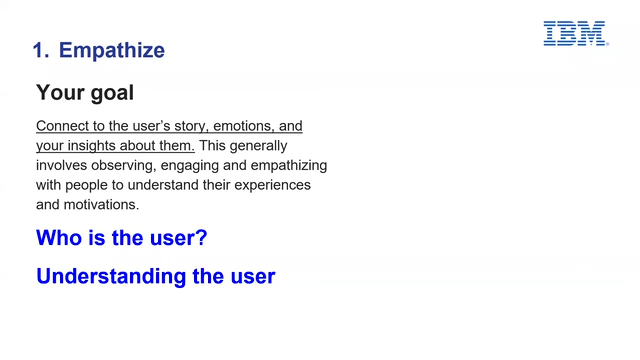 IBM
1. Empathize
Your goal
Connect to the user's story, emotions, and
your insights about them. This generally
involves observing, engaging and empathizing
with people to understand their experiences
and motivations.
Who is the user?
Understanding the user